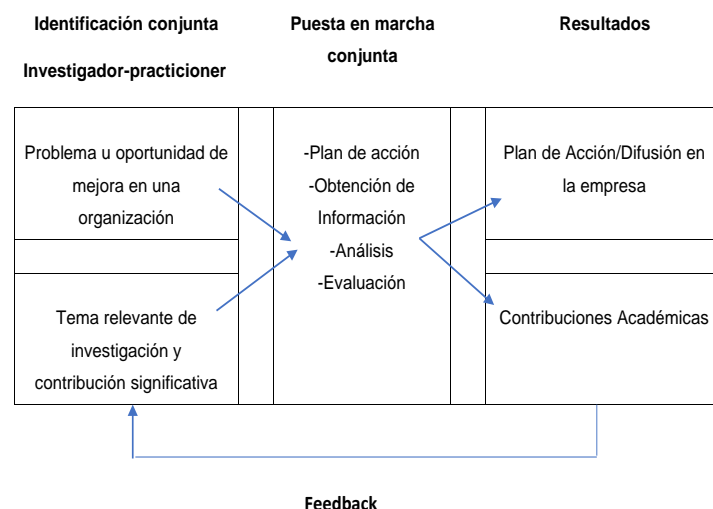 Identificación conjunta
Investigador-practicioner
Puesta en marcha
conjunta
Resultados
Problema u oportunidad de
mejora en una
organización
Tema relevante de
investigación y
contribución significativa
-Plan de acción
-Obtención de
Información
-Análisis
-Evaluación
Plan de Acción/Difusión en
la empresa
Contribuciones Académicas
Feedback